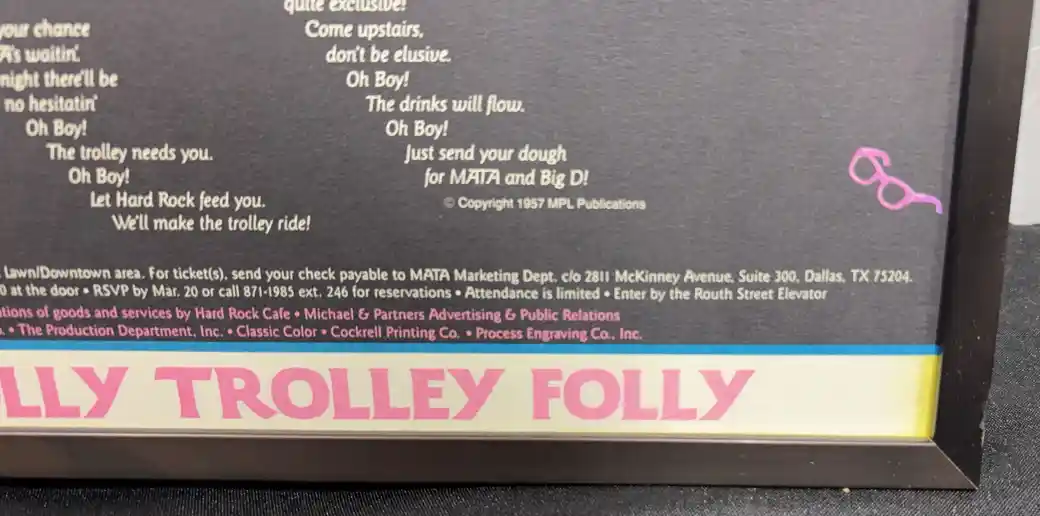 your chance
A's waitin'.
night there'll be
no hesitatin'
Oh Boy!
The trolley needs you.
Oh Boy!
Let Hard Rock feed you.
We'll make the trolley ride!
quite exclusive!
Come upstairs,
don't be elusive.
Oh Boy!
The drinks will flow.
Oh Boy!
Just send your dough
for MATA and Big D!
© Copyright 1957 MPL Publications
Lawn/Downtown area. For ticket(s), send your check payable to MATA Marketing Dept. c/o 2811 McKinney Avenue, Suite 300, Dallas, TX 75204.
0 at the door • RSVP by Mar. 20 or call 871-1985 ext. 246 for reservations • Attendance is limited • Enter by the Routh Street Elevator
tions of goods and services by Hard Rock Cafe • Michael & Partners Advertising & Public Relations
. • The Production Department, Inc. • Classic Color • Cockrell Printing Co. • Process Engraving Co., Inc.
LLY TROLLEY FOLLY